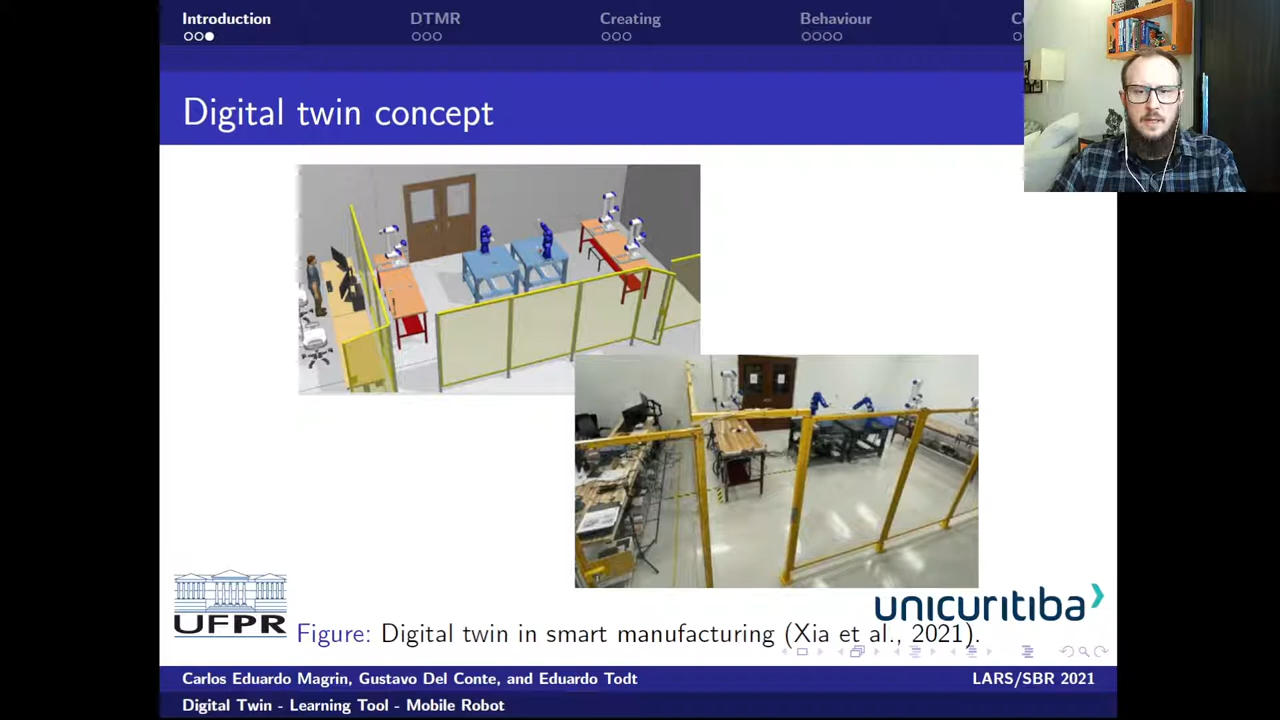 Introduction DTMR Creating Behaviour
Digital twin concept
UFPR
unicuritiba
Figure: Digital twin in smart manufacturing (Xia et al., 2021).
Carlos Eduardo Magrin, Gustavo Del Conte, and Eduardo Todt LARS/SBR 2021
Digital Twin - Learning Tool - Mobile Robot